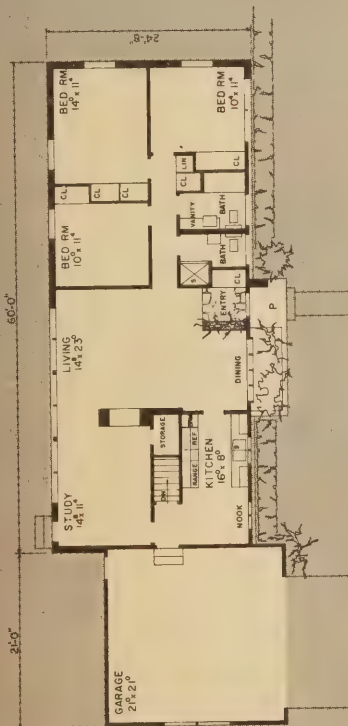 24'-8"
60'-0"
21'-0"
BED RM
14⁰ x 11⁴
BED RM
10⁴ x 11⁴
CL
CL
CL
LIN
CL
CL
BED RM
10⁰ x 11⁴
VANITY
BATH
BATH
S
CL
ENTRY
P
LIVING
14⁸ x 23⁰
DINING
STORAGE
REF
RANGE
KITCHEN
16⁰ x 8⁰
DN
NOOK
STUDY
14⁸ x 11⁴
GARAGE
21⁰ x 21⁰